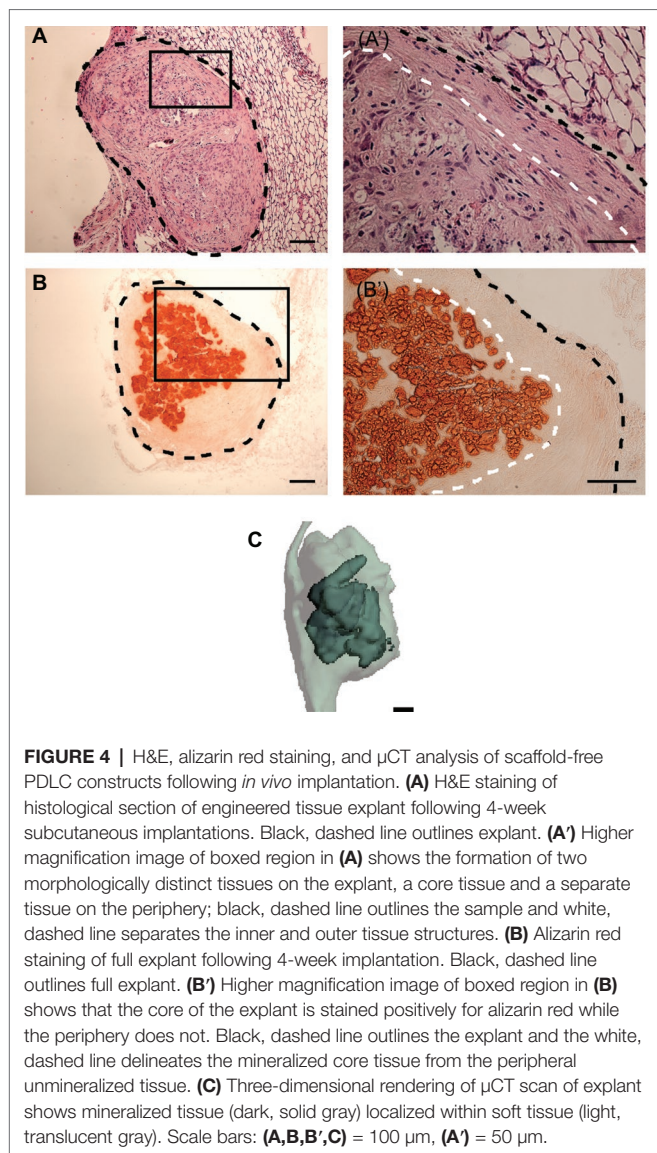 A
(A')
B
(B')
C
FIGURE 4 | H&E, alizarin red staining, and µCT analysis of scaffold-free
PDLC constructs following in vivo implantation. (A) H&E staining of
histological section of engineered tissue explant following 4-week
subcutaneous implantations. Black, dashed line outlines explant. (A′) Higher
magnification image of boxed region in (A) shows the formation of two
morphologically distinct tissues on the explant, a core tissue and a separate
tissue on the periphery; black, dashed line outlines the sample and white,
dashed line separates the inner and outer tissue structures. (B) Alizarin red
staining of full explant following 4-week implantation. Black, dashed line
outlines full explant. (B′) Higher magnification image of boxed region in (B)
shows that the core of the explant is stained positively for alizarin red while
the periphery does not. Black, dashed line outlines the explant and the white,
dashed line delineates the mineralized core tissue from the peripheral
unmineralized tissue. (C) Three-dimensional rendering of µCT scan of explant
shows mineralized tissue (dark, solid gray) localized within soft tissue (light,
translucent gray). Scale bars: (A,B,B′,C) = 100 µm, (A′) = 50 µm.